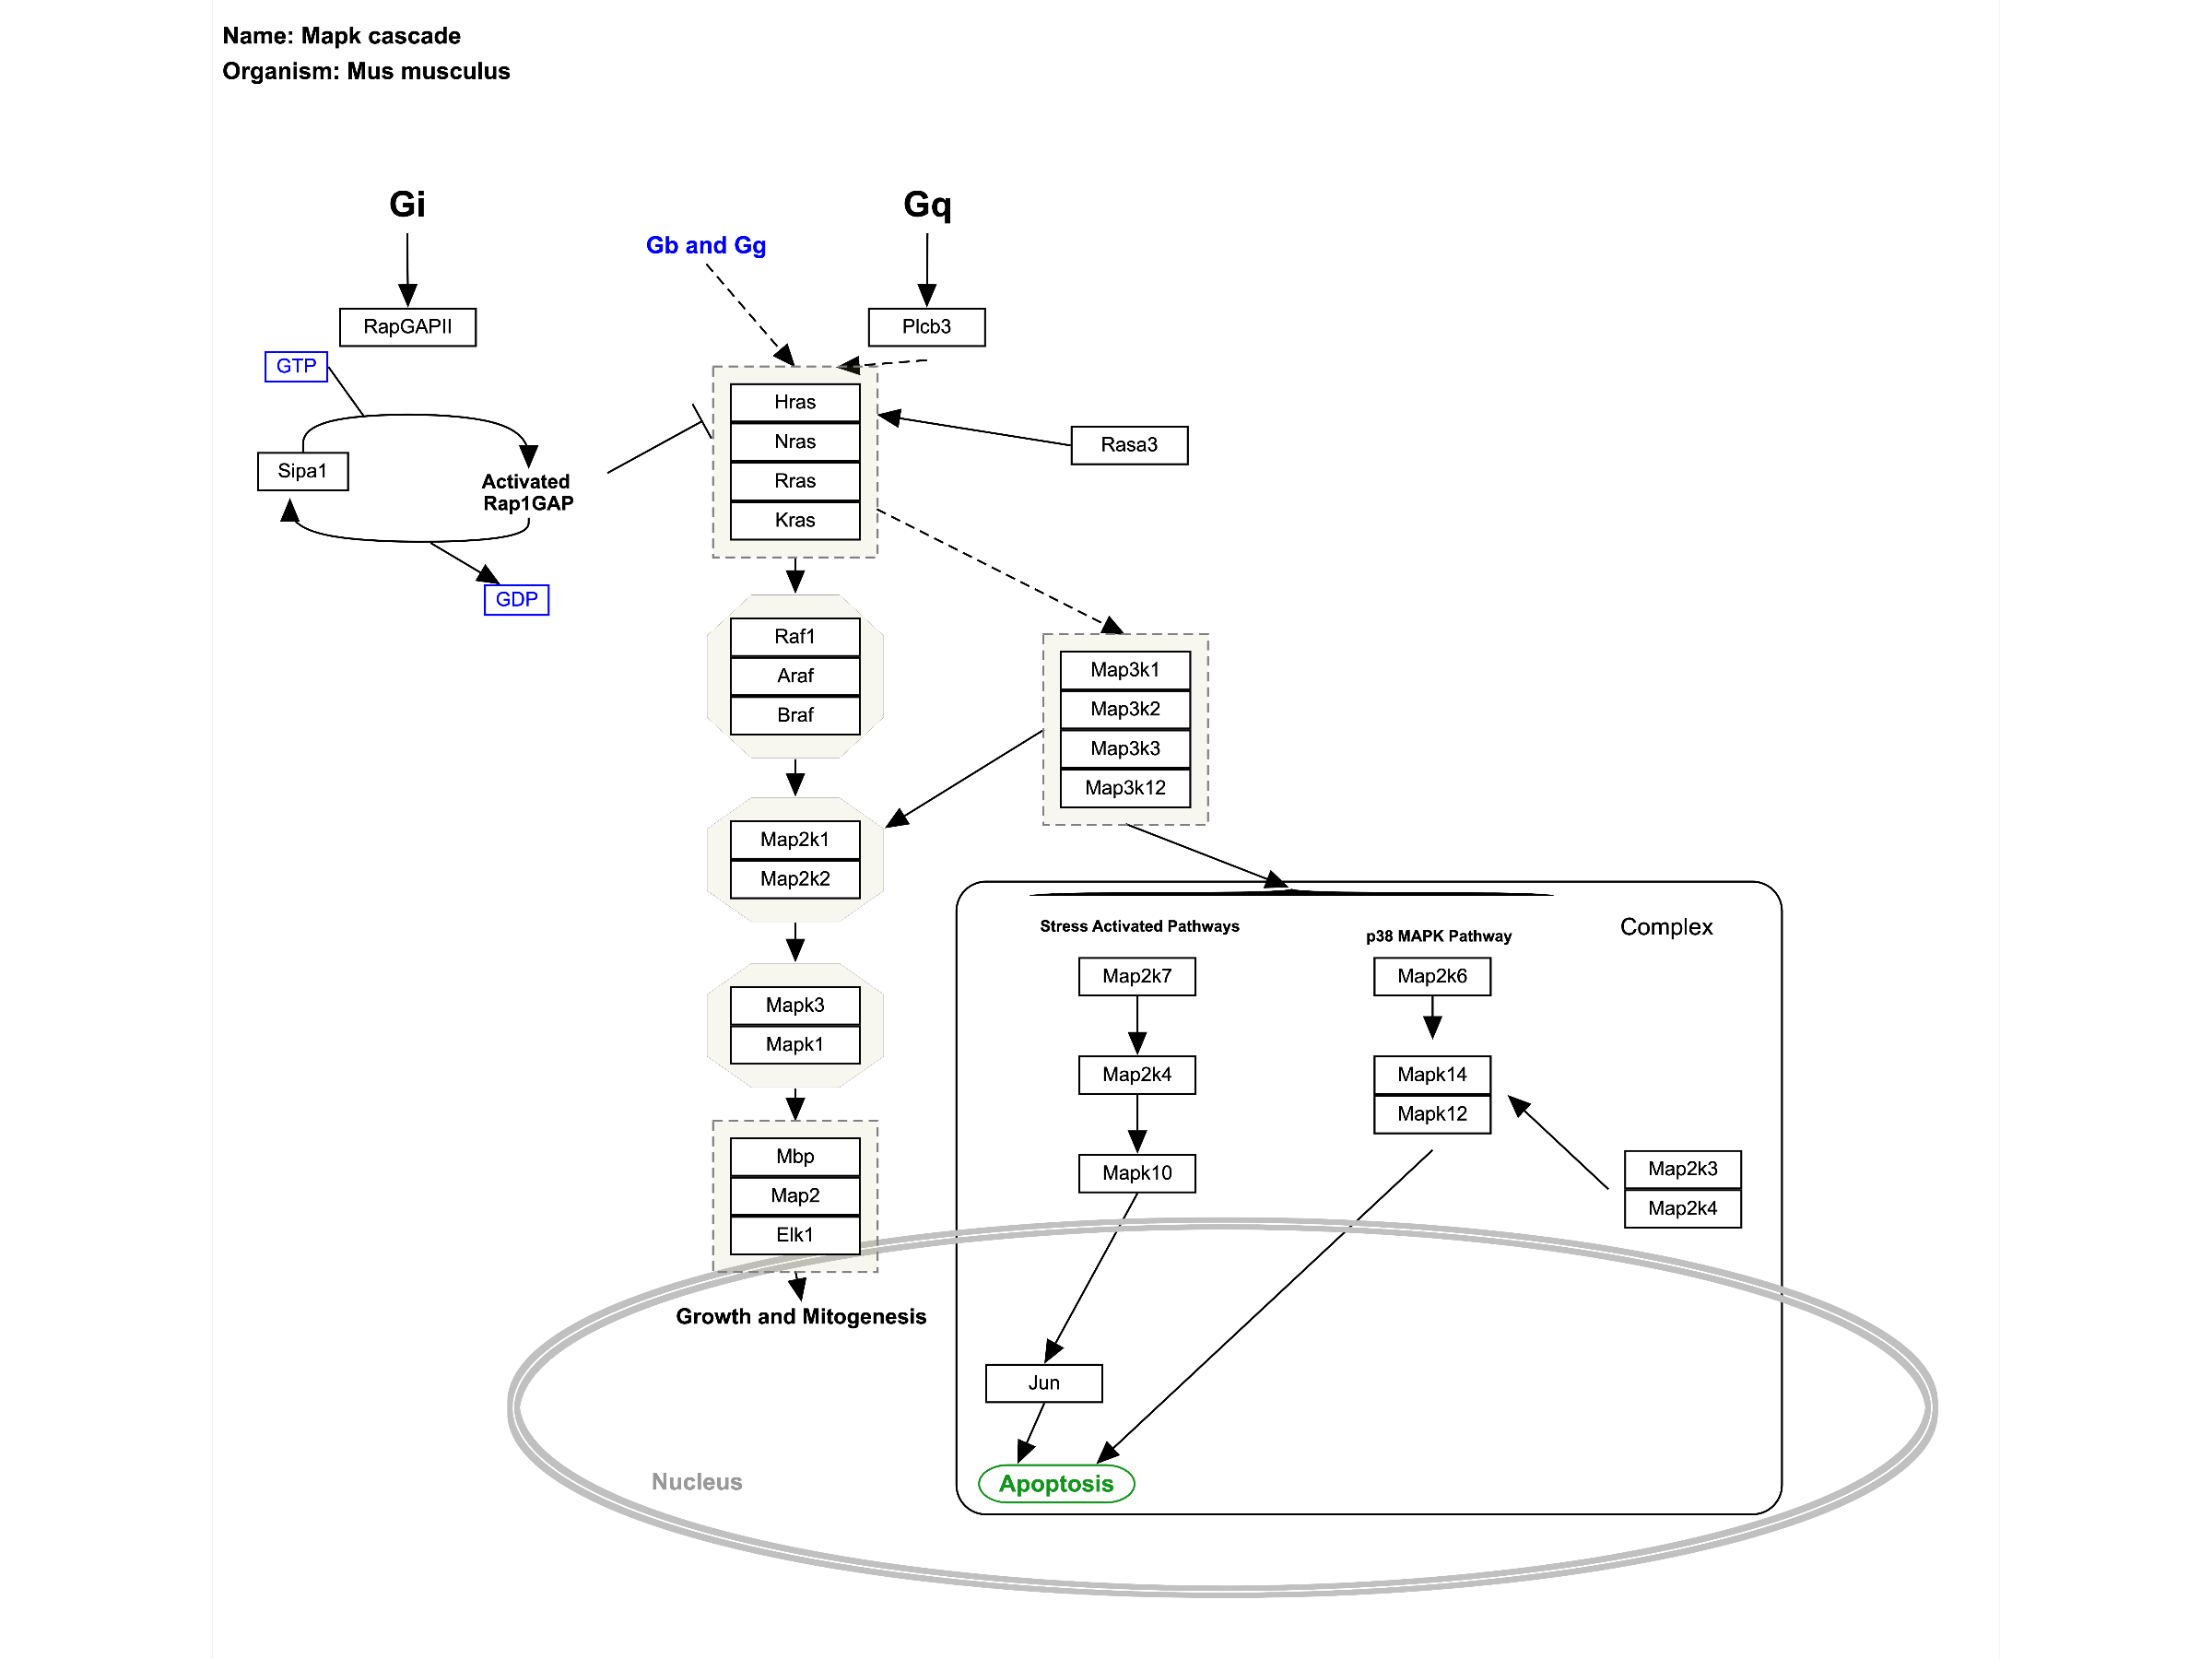 Name: Mapk cascade
Organism: Mus musculus
Gi
Gq
Gb and Gg
RapGAPII
Plcb3
GTP
Hras
Nras
Rras
Kras
Rasa3
Sipa1
Activated
Rap1GAP
GDP
Raf1
Araf
Braf
Map3k1
Map3k2
Map3k3
Map3k12
Map2k1
Map2k2
Stress Activated Pathways
p38 MAPK Pathway
Complex
Map2k7
Map2k6
Mapk3
Mapk1
Map2k4
Mapk14
Mapk12
Mbp
Map2
Elk1
Mapk10
Map2k3
Map2k4
Growth and Mitogenesis
Jun
Nucleus
Apoptosis